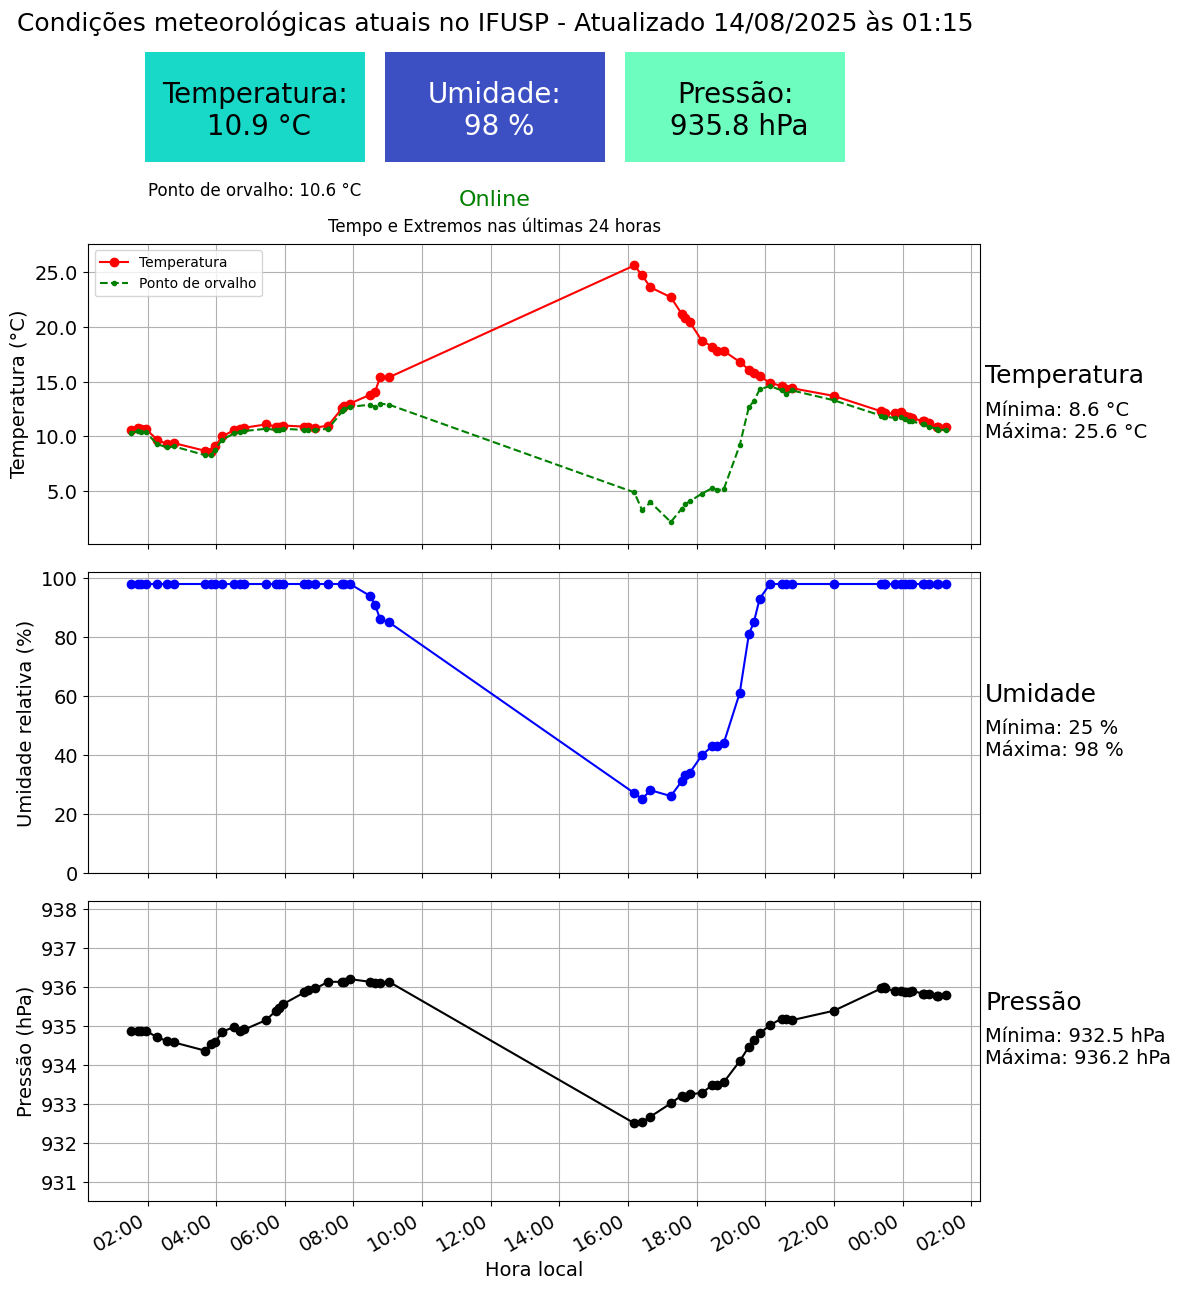 Condições meteorológicas atuais no IFUSP - Atualizado 14/08/2025 às 01:15
Temperatura:
10.9 °C
Umidade:
98 %
Pressão:
935.8 hPa
Ponto de orvalho: 10.6 °C
Online
Tempo e Extremos nas últimas 24 horas
Temperatura
Ponto de orvalho
Temperatura (°C)
25.0
20.0
15.0
10.0
5.0
Temperatura
Mínima: 8.6 °C
Máxima: 25.6 °C
Umidade relativa (%)
100
80
60
40
20
0
Umidade
Mínima: 25 %
Máxima: 98 %
Pressão (hPa)
938
937
936
935
934
933
932
931
Pressão
Mínima: 932.5 hPa
Máxima: 936.2 hPa
02:00 04:00 06:00 08:00 10:00 12:00 14:00 16:00 18:00 20:00 22:00 00:00 02:00
Hora local